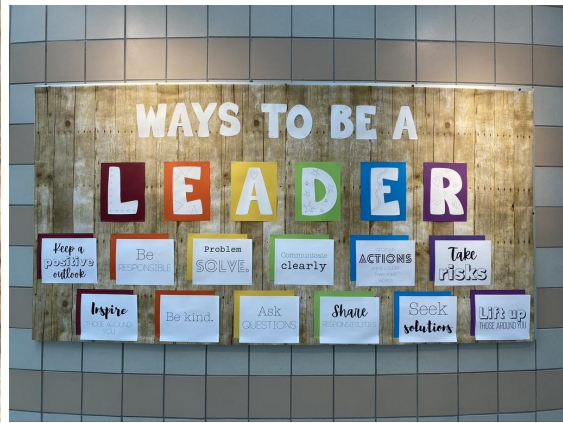 WAYS TO BE A
LEADER
Keep a
positive
outlook
Be
RESPONSIBLE
Problem
SOLVE.
Communicate
clearly
ACTIONS
Take
risks
Inspire
THOSE AROUND
YOU
Be kind.
Ask
QUESTIONS
Share
RESPONSIBILITIES
Seek
solutions
Lift up
THOSE AROUND YOU